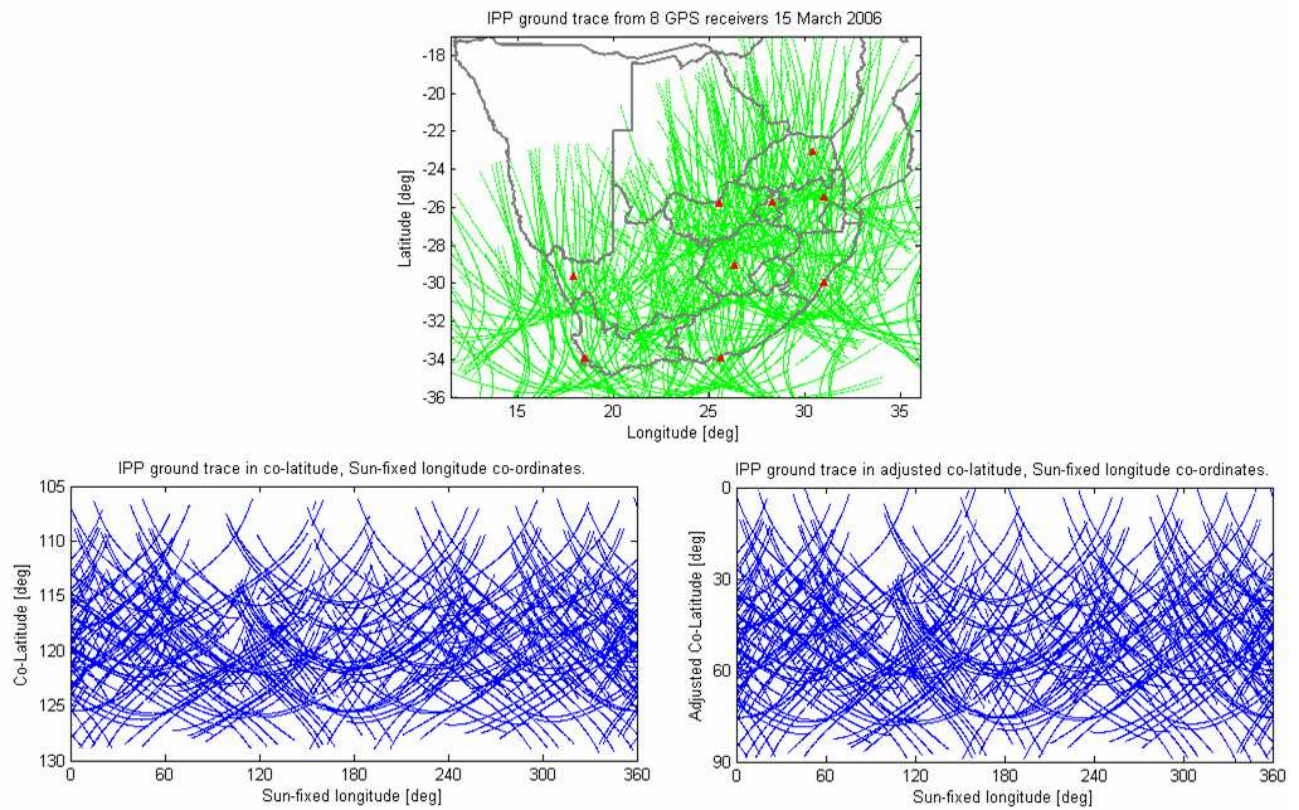 IPP ground trace from 8 GPS receivers 15 March 2006
-18
-20
-22
-24
-26
-28
-30
-32
-34
-36
Latitude [deg]
15 20 25 30 35
Longitude [deg]
IPP ground trace in co-latitude, Sun-fixed longitude co-ordinates.
105
110
115
120
125
130
Co-Latitude [deg]
0 60 120 180 240 300 360
Sun-fixed longitude [deg]
IPP ground trace in adjusted co-latitude, Sun-fixed longitude co-ordinates.
0
30
60
90
Adjusted Co-Latitude [deg]
0 60 120 180 240 300 360
Sun-fixed longitude [deg]